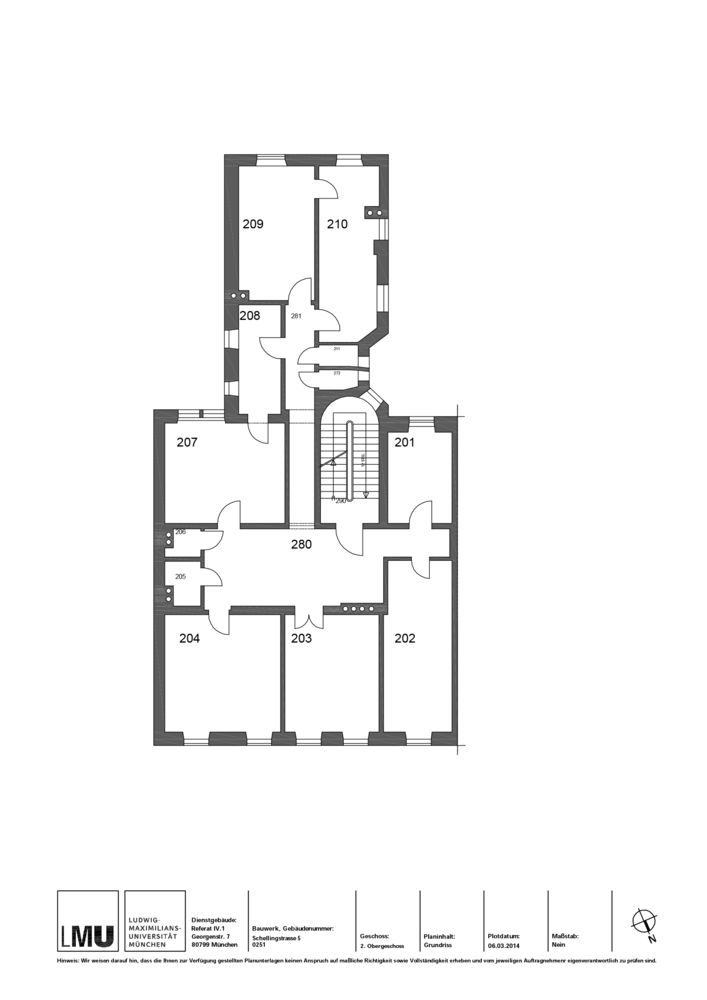 209
210
208
281
211
212
207
201
290
206
280
205
204
203
202
LMU
LUDWIG-
MAXIMILIANS-
UNIVERSITÄT
MÜNCHEN
Dienstgebäude:
Referat IV.1
Georgenstr. 7
80799 München
Bauwerk, Gebäudenummer:
Schellingstrasse 5
0251
Geschoss:
2. Obergeschoss
Planinhalt:
Grundriss
Plotdatum:
06.03.2014
Maßstab:
Nein
N
Hinweis: Wir weisen darauf hin, dass die Ihnen zur Verfügung gestellten Planunterlagen keinen Anspruch auf maßliche Richtigkeit sowie Vollständigkeit erheben und vom jeweiligen Auftragnehmer eigenverantwortlich zu prüfen sind.